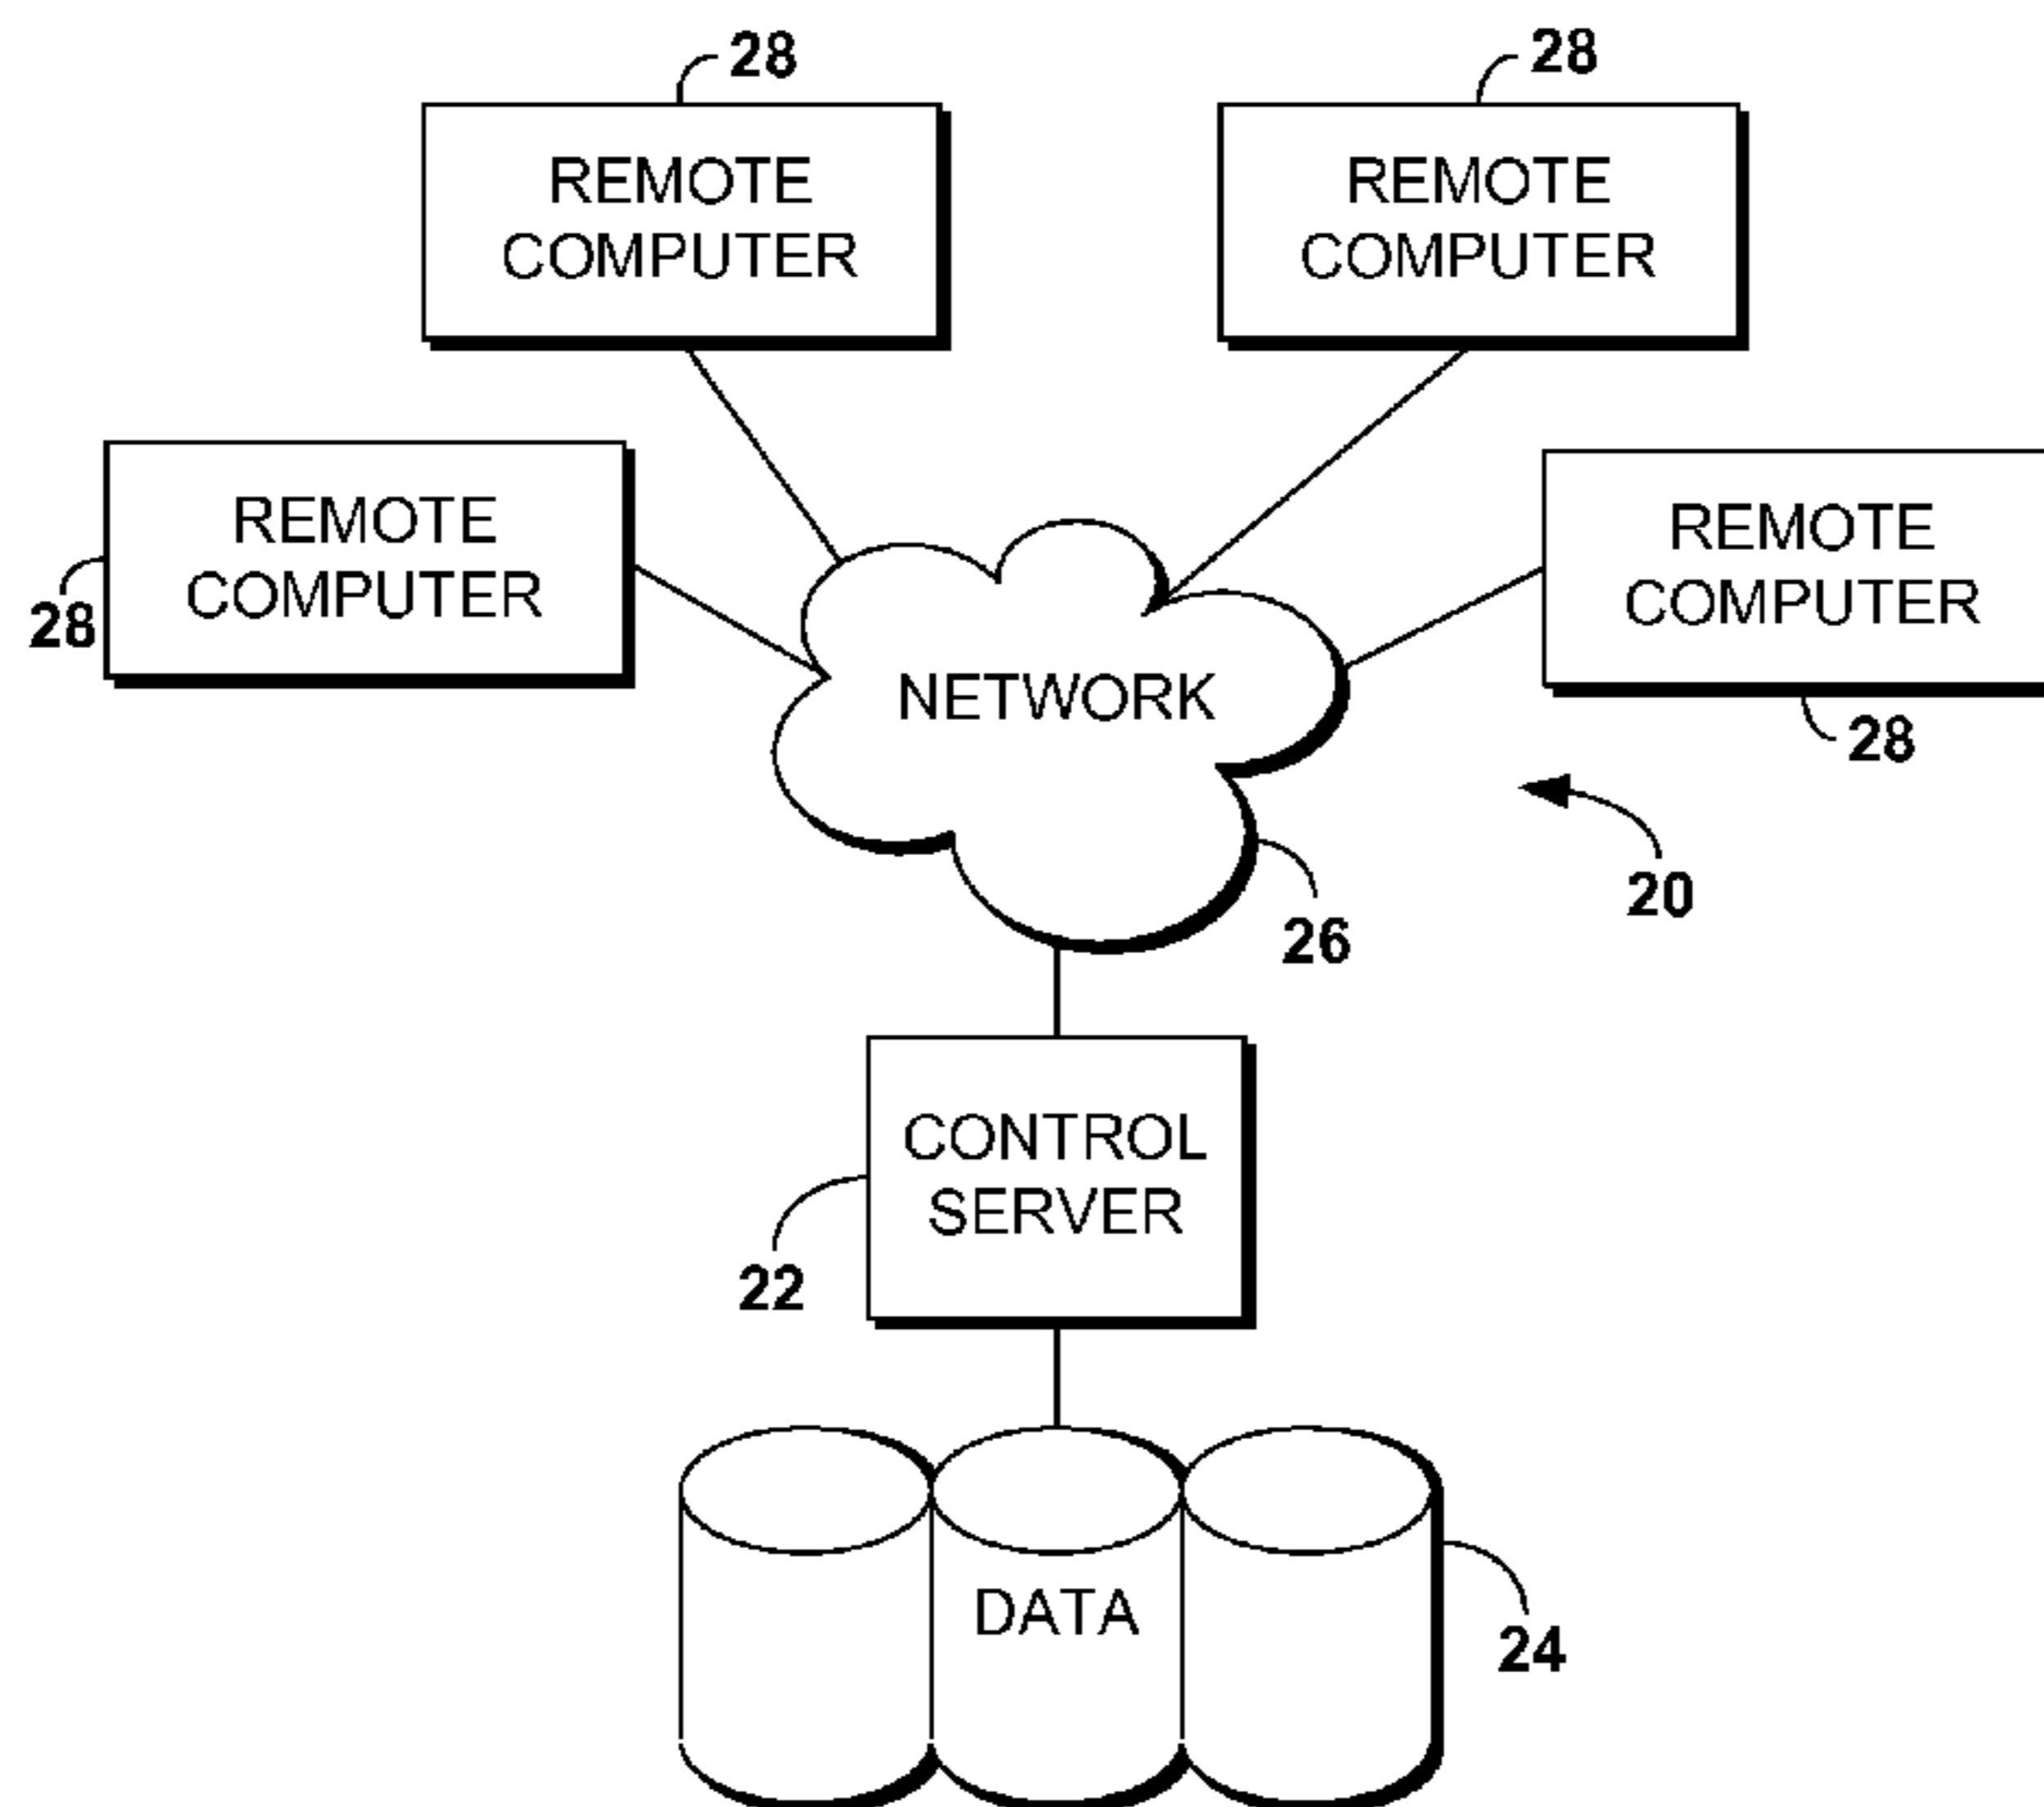 28
28
REMOTE
COMPUTER
REMOTE
COMPUTER
REMOTE
COMPUTER
28
REMOTE
COMPUTER
28
NETWORK
20
26
CONTROL
SERVER
22
DATA
24